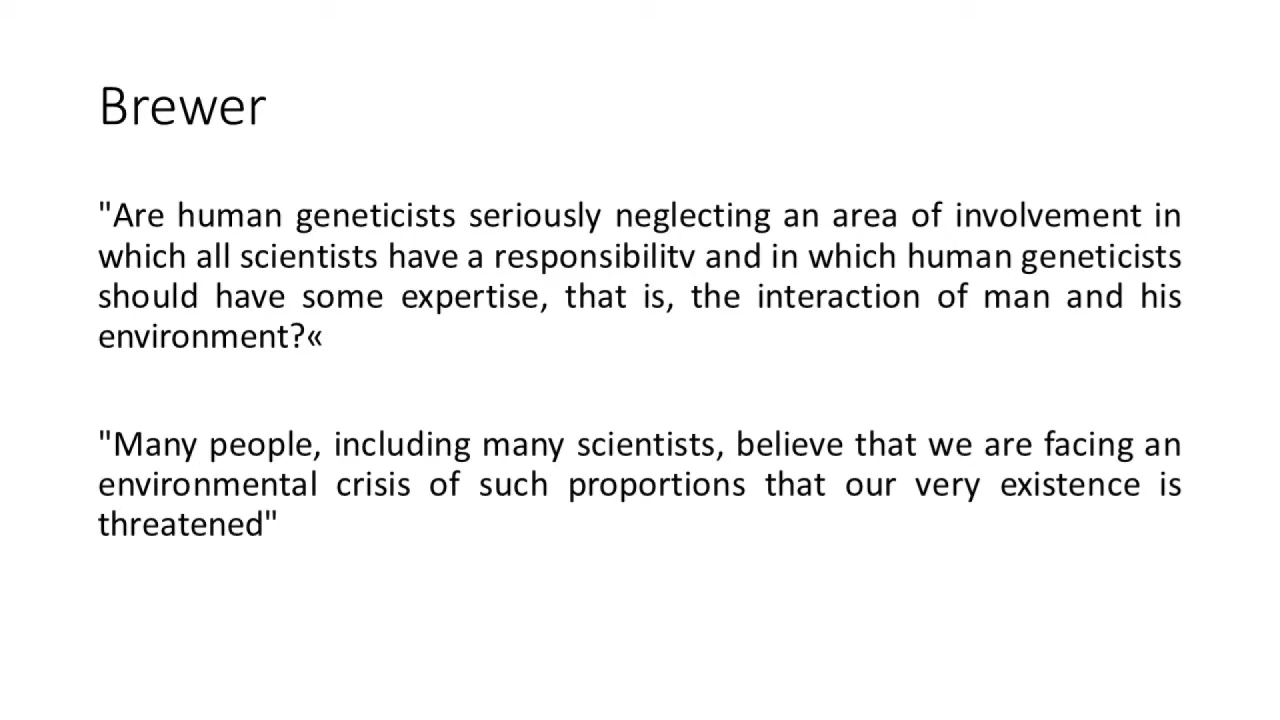 Brewer
"Are human geneticists seriously neglecting an area of involvement in
which all scientists have a responsibility and in which human geneticists
should have some expertise, that is, the interaction of man and his
environment?«
"Many people, including many scientists, believe that we are facing an
environmental crisis of such proportions that our very existence is
threatened"